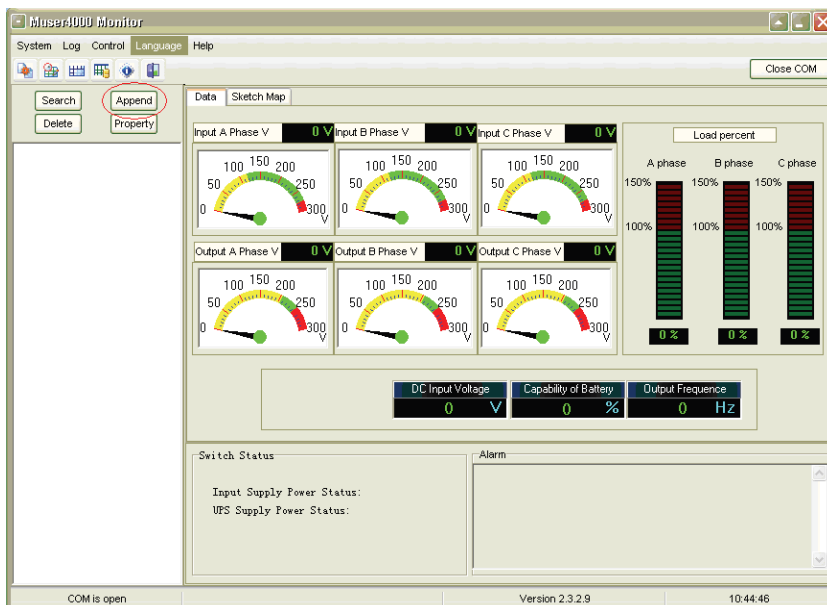 Muser4000 Monitor
System Log Control Language Help
Close COM
Search Append
Delete Property
Data Sketch Map
Input A Phase V 0 V Input B Phase V 0 V Input C Phase V 0 V
0 50 100 150 200 250 300 V
0 50 100 150 200 250 300 V
0 50 100 150 200 250 300 V
Output A Phase V 0 V Output B Phase V 0 V Output C Phase V 0 V
0 50 100 150 200 250 300 V
0 50 100 150 200 250 300 V
0 50 100 150 200 250 300 V
Load percent
A phase B phase C phase
150% 150% 150%
100% 100% 100%
0 % 0 % 0 %
DC Input Voltage Capability of Battery Output Frequence
0 V 0 % 0 Hz
Switch Status
Input Supply Power Status:
UPS Supply Power Status:
Alarm
COM is open Version 2.3.2.9 10:44:46